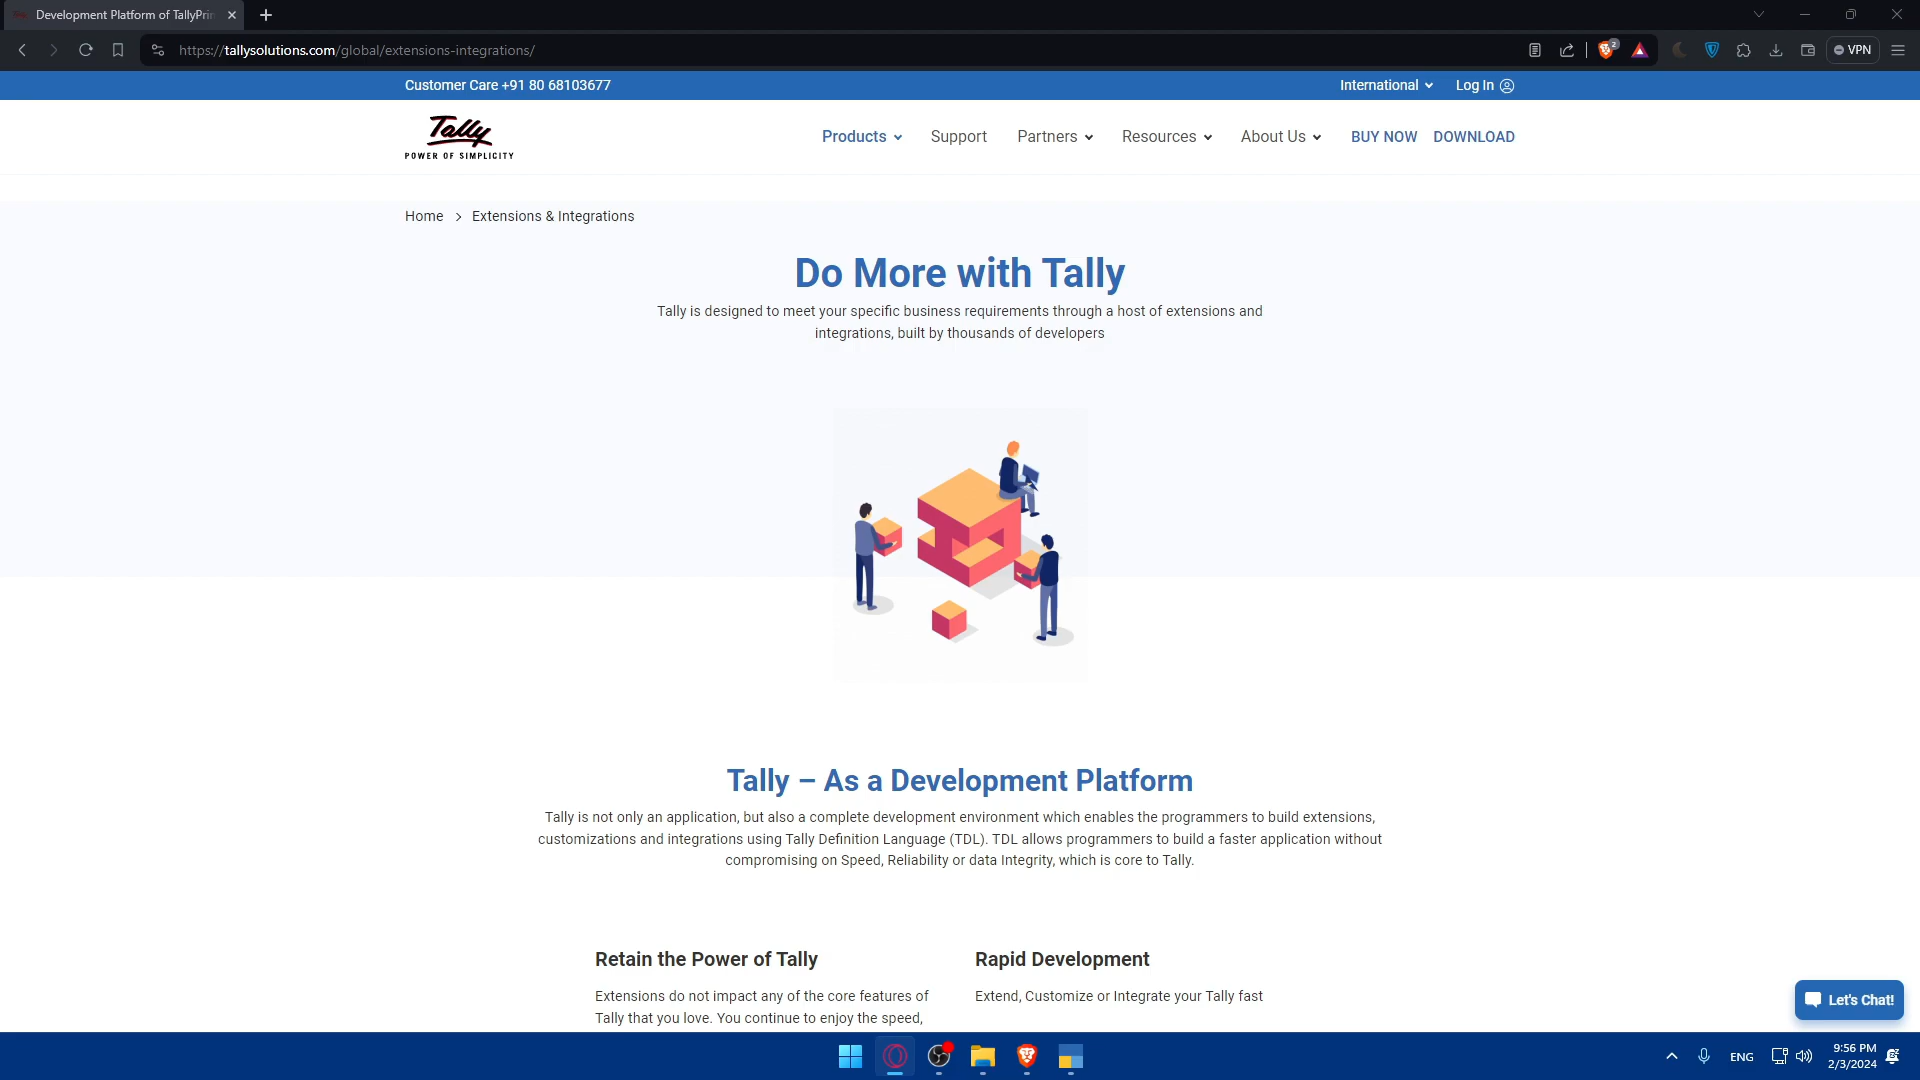 Development Platform of TallyPri
https://tallysolutions.com/global/extensions-integrations/
2
VPN
Customer Care +91 80 68103677
International
Log In
Tally
POWER OF SIMPLICITY
Products
Support
Partners
Resources
About Us
BUY NOW
DOWNLOAD
Home > Extensions & Integrations
Do More with Tally
Tally is designed to meet your specific business requirements through a host of extensions and
integrations, built by thousands of developers
Tally – As a Development Platform
Tally is not only an application, but also a complete development environment which enables the programmers to build extensions,
customizations and integrations using Tally Definition Language (TDL). TDL allows programmers to build a faster application without
compromising on Speed, Reliability or data Integrity, which is core to Tally.
Retain the Power of Tally
Extensions do not impact any of the core features of
Tally that you love. You continue to enjoy the speed,
Rapid Development
Extend, Customize or Integrate your Tally fast
Let's Chat!
ENG
9:56 PM
2/3/2024